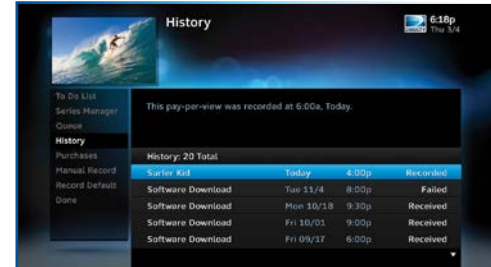 History
6:18p
DIRECTV Thu 3/4
To Do List
Series Manager
Queue
History
Purchases
Manual Record
Record Default
Done
This pay-per-view was recorded at 6:00a, Today.
History: 20 Total
Surfer Kid Today 4:00p Recorded
Software Download Tue 11/4 8:00p Failed
Software Download Mon 10/18 9:30p Received
Software Download Fri 10/01 9:00p Received
Software Download Fri 09/17 6:00p Received